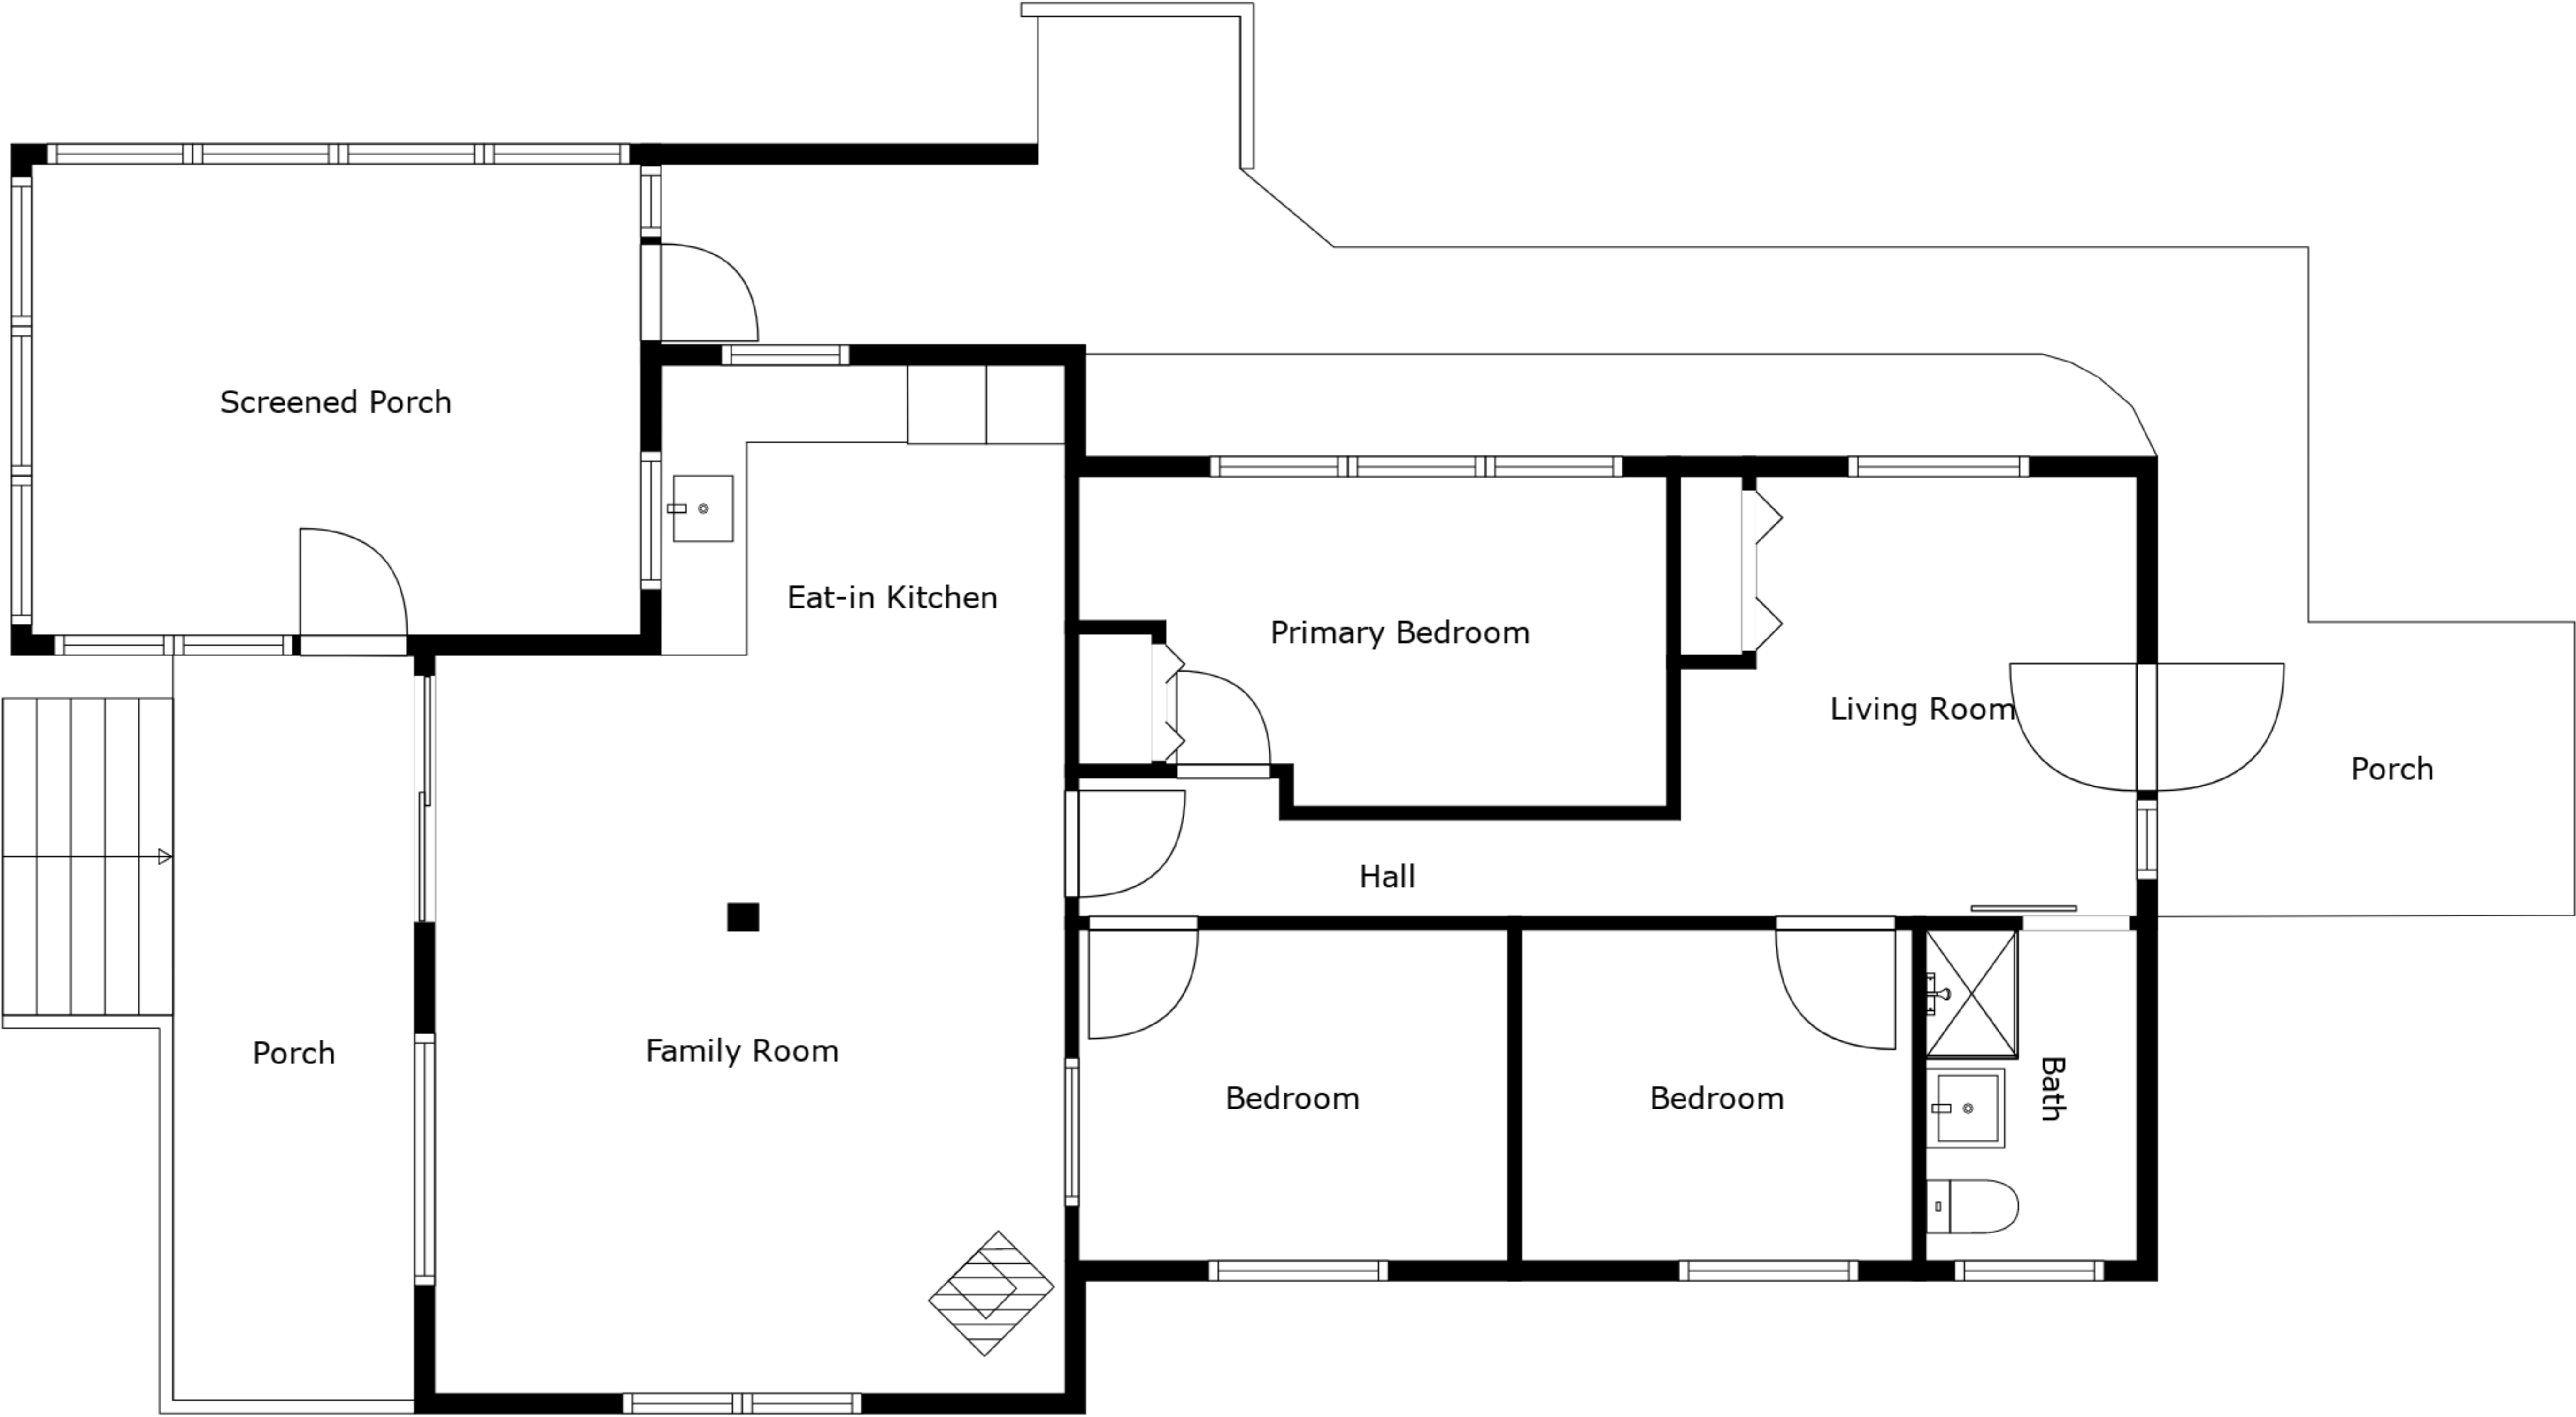 Screened Porch
Eat-in Kitchen
Primary Bedroom
Living Room
Porch
Hall
Porch
Family Room
Bedroom
Bedroom
Bath